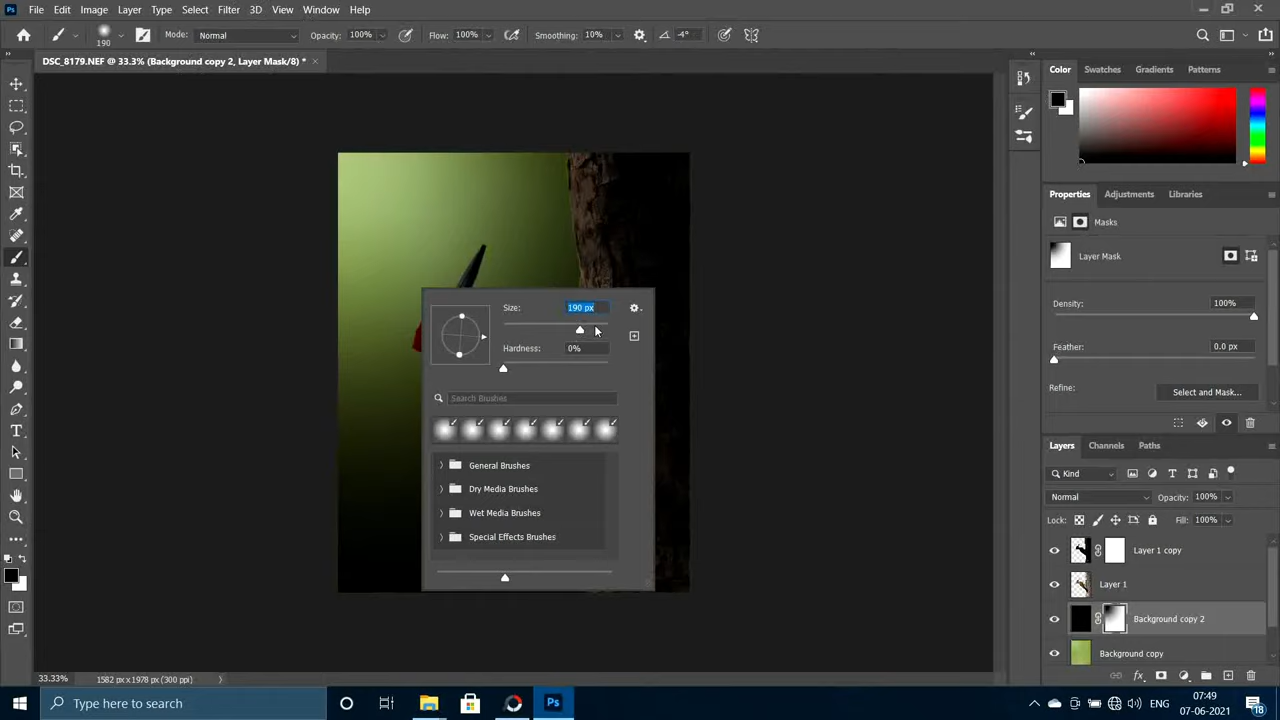 Ps File Edit Image Layer Type Select Filter 3D View Window Help
190 Mode: Normal Opacity: 100% Flow: 100% Smoothing: 10% -4°
DSC_8179.NEF @ 33.3% (Background copy 2, Layer Mask/8) *
Color Swatches Gradients Patterns
Properties Adjustments Libraries
Masks
Layer Mask
Density: 100%
Feather: 0.0 px
Refine: Select and Mask...
Size: 190 px
Hardness: 0%
Search Brushes
General Brushes
Dry Media Brushes
Wet Media Brushes
Special Effects Brushes
Layers Channels Paths
Kind
Normal Opacity: 100%
Lock: Fill: 100%
Layer 1 copy
Layer 1
Background copy 2
Background copy
fx
33.33% 1582 px x 1978 px (300 ppi)
Type here to search
Ps
07:49
07-06-2021
18